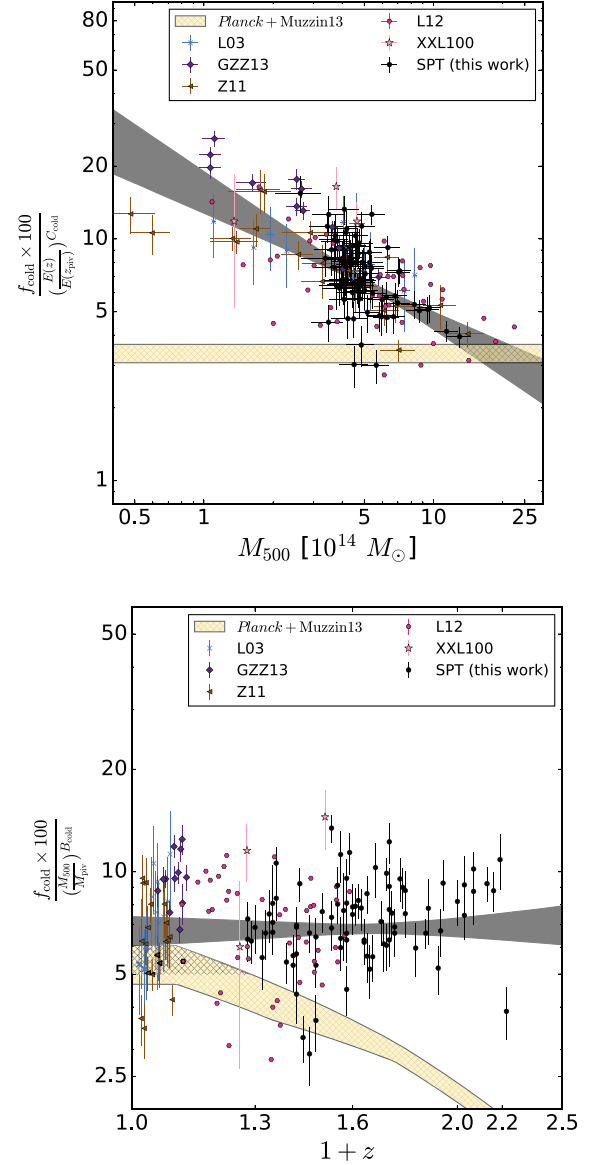 Planck + Muzzin13
L03
GZZ13
Z11
L12
XXL100
SPT (this work)
80
50
20
10
5
1
f_cold × 100 / (E(z) / E(z_piv))^C_cold
0.5 1 5 10 25
M_500 [10^14 M_⊙]
Planck + Muzzin13
L03
GZZ13
Z11
L12
XXL100
SPT (this work)
50
20
10
5
2.5
f_cold × 100 / (M_500 / M_piv)^B_cold
1.0 1.3 1.6 2.0 2.2 2.5
1 + z